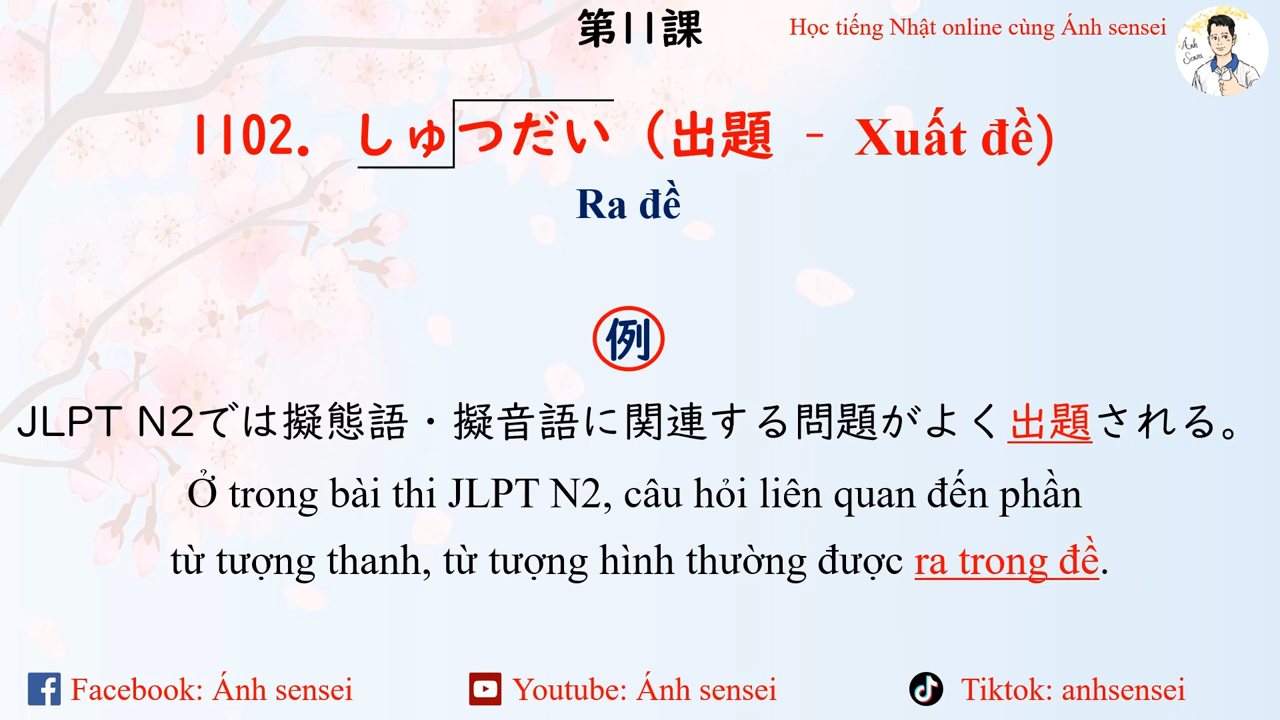 第11課
Học tiếng Nhật online cùng Ánh sensei
Ánh Sensei
1102. しゅつだい (出題 - Xuất đề)
Ra đề
例
JLPT N2では擬態語・擬音語に関連する問題がよく出題される。
Ở trong bài thi JLPT N2, câu hỏi liên quan đến phần
từ tượng thanh, từ tượng hình thường được ra trong đề.
Facebook: Ánh sensei
Youtube: Ánh sensei
Tiktok: anhsensei